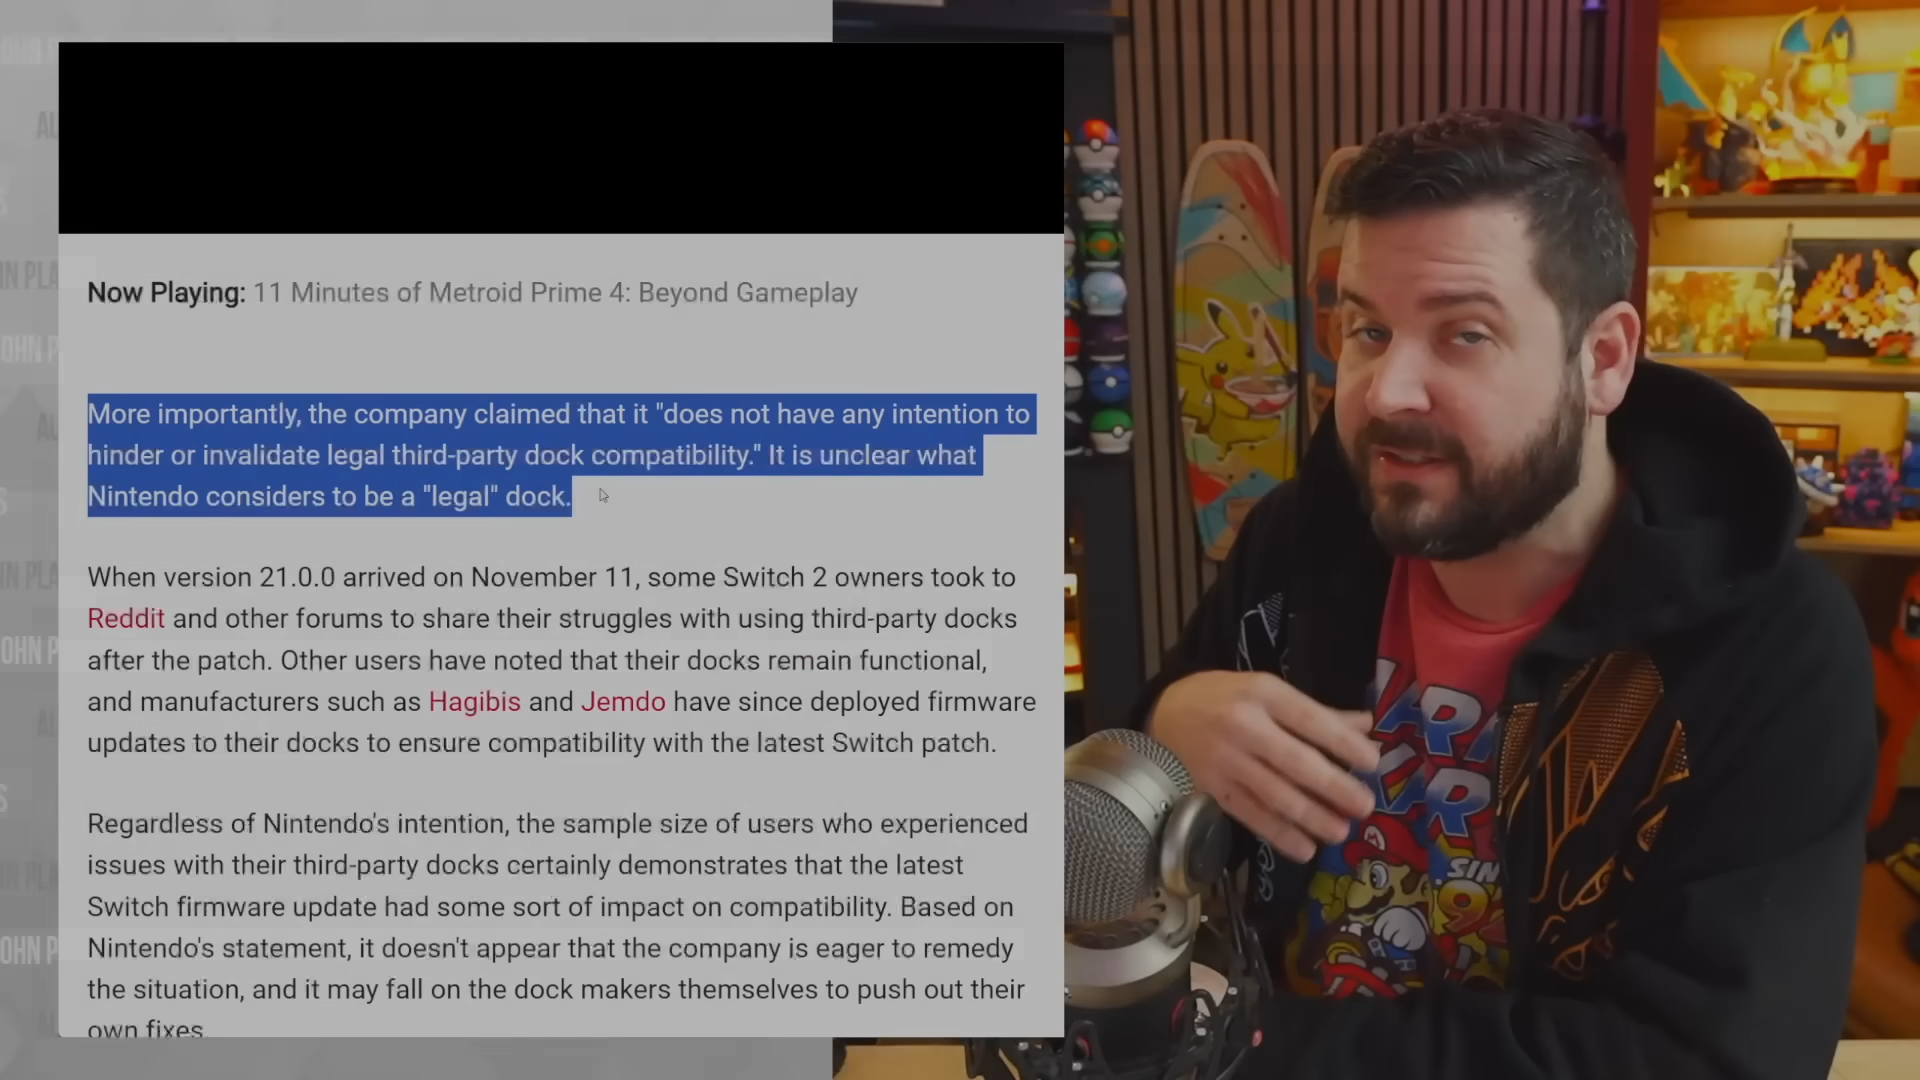 Now Playing: 11 Minutes of Metroid Prime 4: Beyond Gameplay
More importantly, the company claimed that it "does not have any intention to
hinder or invalidate legal third-party dock compatibility." It is unclear what
Nintendo considers to be a "legal" dock.
When version 21.0.0 arrived on November 11, some Switch 2 owners took to
Reddit and other forums to share their struggles with using third-party docks
after the patch. Other users have noted that their docks remain functional,
and manufacturers such as Hagibis and Jemdo have since deployed firmware
updates to their docks to ensure compatibility with the latest Switch patch.
Regardless of Nintendo's intention, the sample size of users who experienced
issues with their third-party docks certainly demonstrates that the latest
Switch firmware update had some sort of impact on compatibility. Based on
Nintendo's statement, it doesn't appear that the company is eager to remedy
the situation, and it may fall on the dock makers themselves to push out their
own fixes.